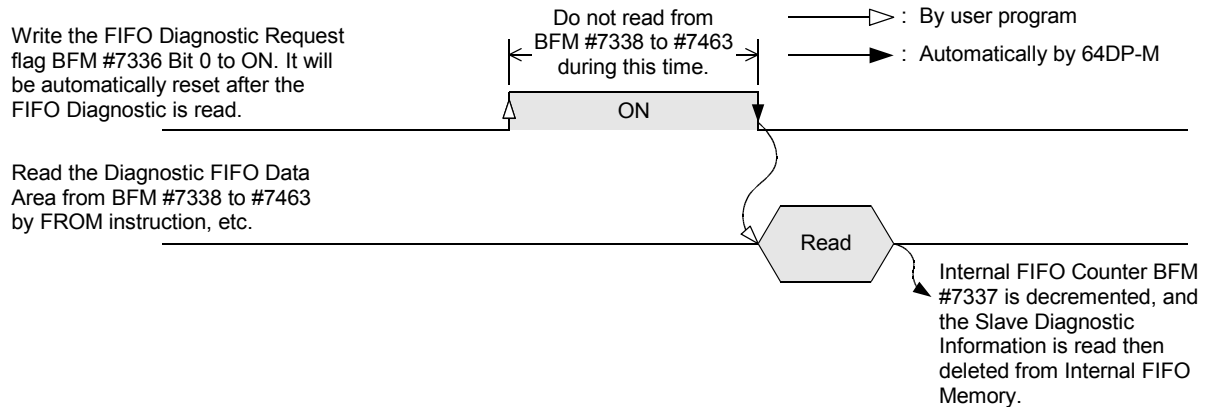 Write the FIFO Diagnostic Request
flag BFM #7336 Bit 0 to ON. It will
be automatically reset after the
FIFO Diagnostic is read.
Do not read from
BFM #7338 to #7463
during this time.
: By user program
: Automatically by 64DP-M
ON
Read the Diagnostic FIFO Data
Area from BFM #7338 to #7463
by FROM instruction, etc.
Read
Internal FIFO Counter BFM
#7337 is decremented, and
the Slave Diagnostic
Information is read then
deleted from Internal FIFO
Memory.